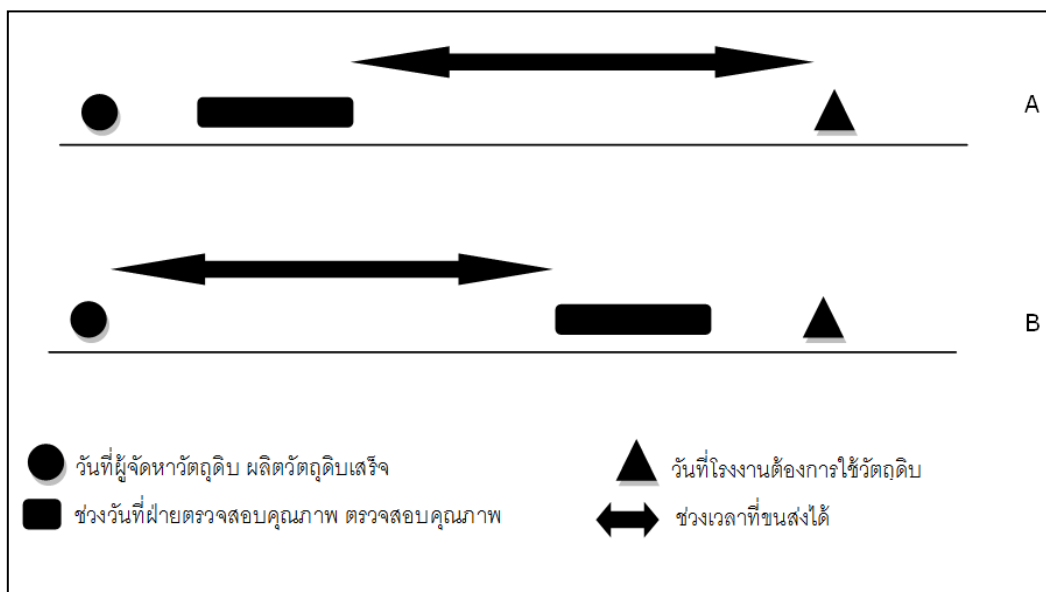 A
B
วันที่ผู้จัดหาวัตถุดิบ ผลิตวัตถุดิบเสร็จ
วันที่โรงงานต้องการใช้วัตถุดิบ
ช่วงวันที่ฝ่ายตรวจสอบคุณภาพ ตรวจสอบคุณภาพ
ช่วงเวลาที่ขนส่งได้